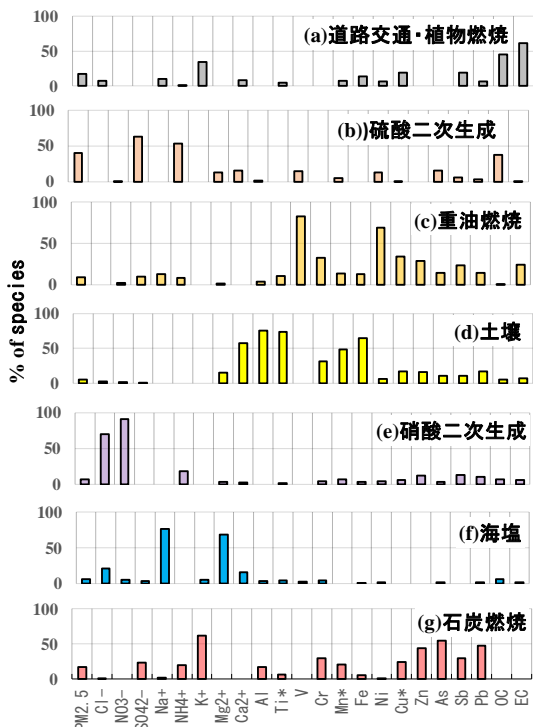 % of species
100
50
0
(a)道路交通・植物燃焼
100
50
0
(b))硫酸二次生成
100
50
0
(c)重油燃焼
100
50
0
(d)土壌
100
50
0
(e)硝酸二次生成
100
50
0
(f)海塩
100
50
0
(g)石炭燃焼
PM2.5
Cl-
NO3-
SO42-
Na+
NH4+
K+
Mg2+
Ca2+
Al
Ti*
V
Cr
Mn*
Fe
Ni
Cu*
Zn
As
Sb
Pb
OC
EC